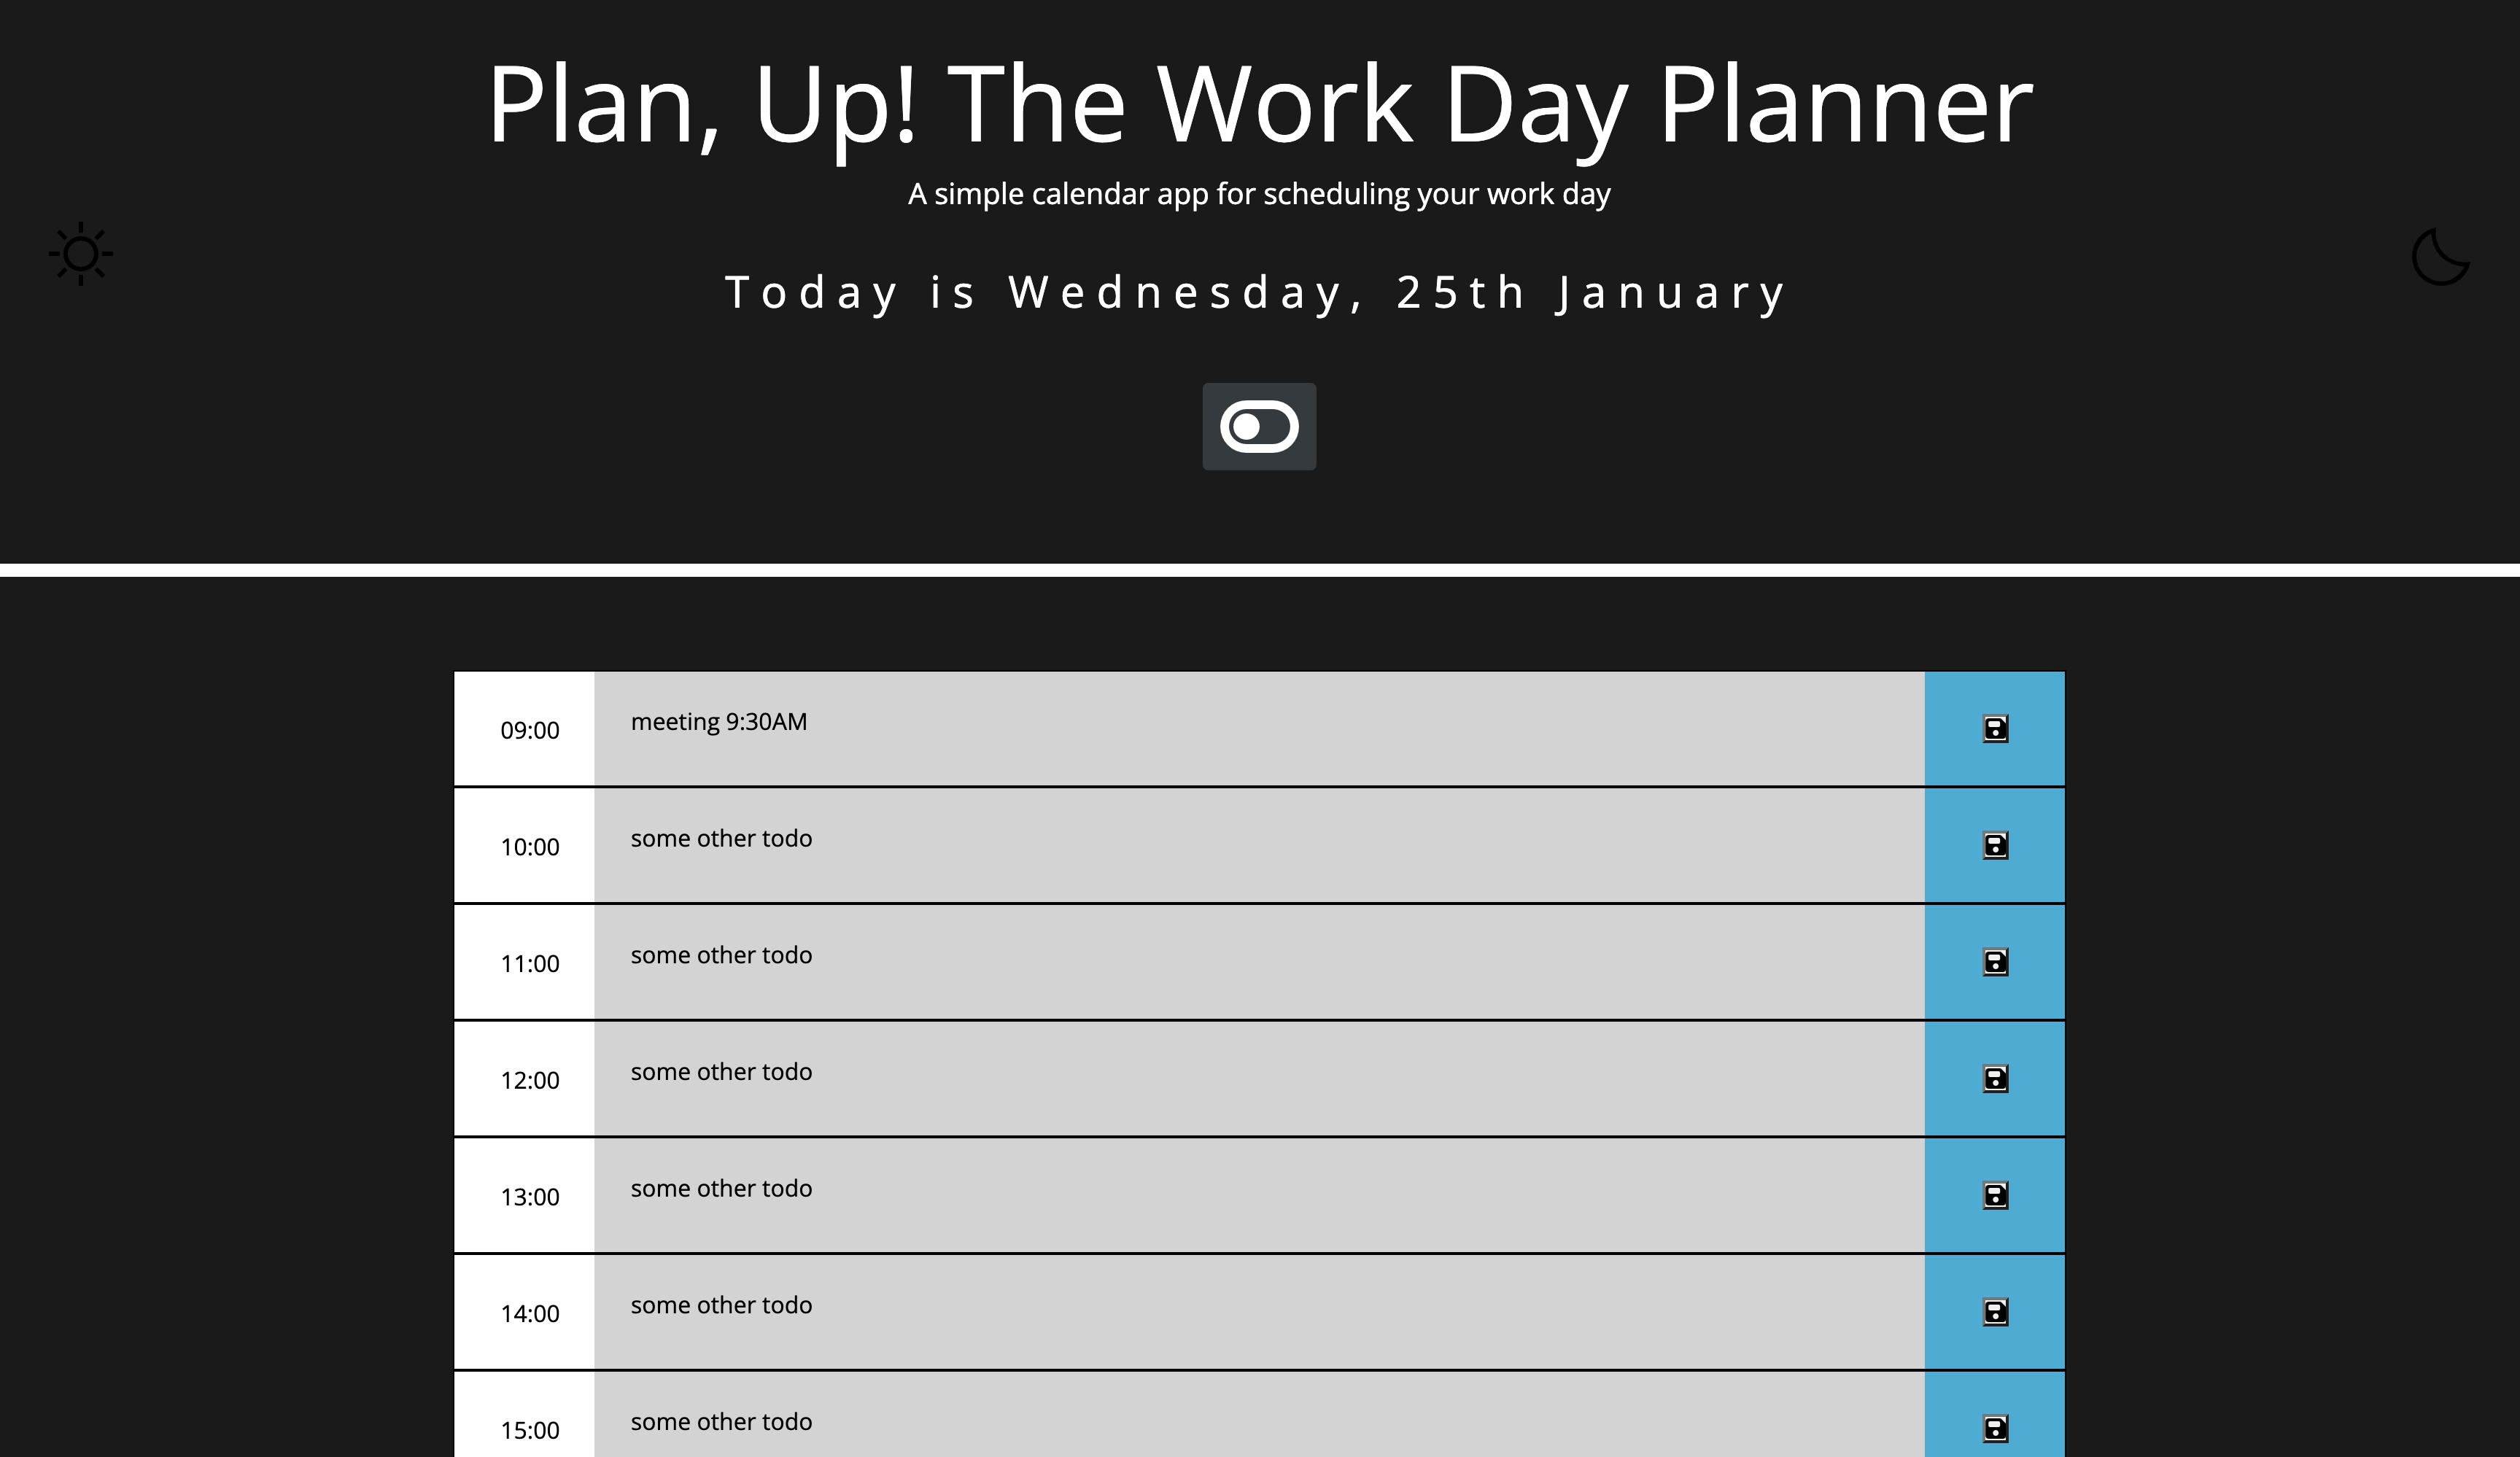 Plan, Up! The Work Day Planner
A simple calendar app for scheduling your work day
Today is Wednesday, 25th January
09:00 meeting 9:30AM
10:00 some other todo
11:00 some other todo
12:00 some other todo
13:00 some other todo
14:00 some other todo
15:00 some other todo